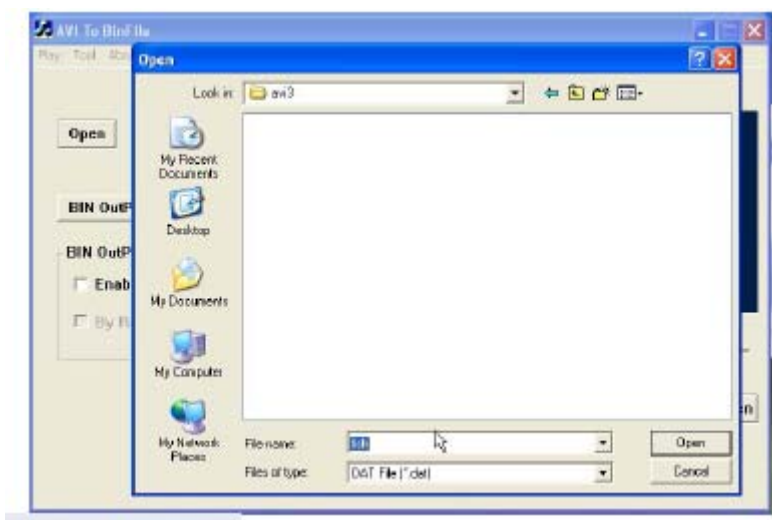 AVI To BinFile
Play Tool
Open
Look in: avi3
Open
My Recent
Documents
Desktop
BIN OutP
BIN OutP
Enab
My Documents
By
My Computer
My Network
Places
File name:
Open
Files of type: DAT File (*.dat)
Cancel